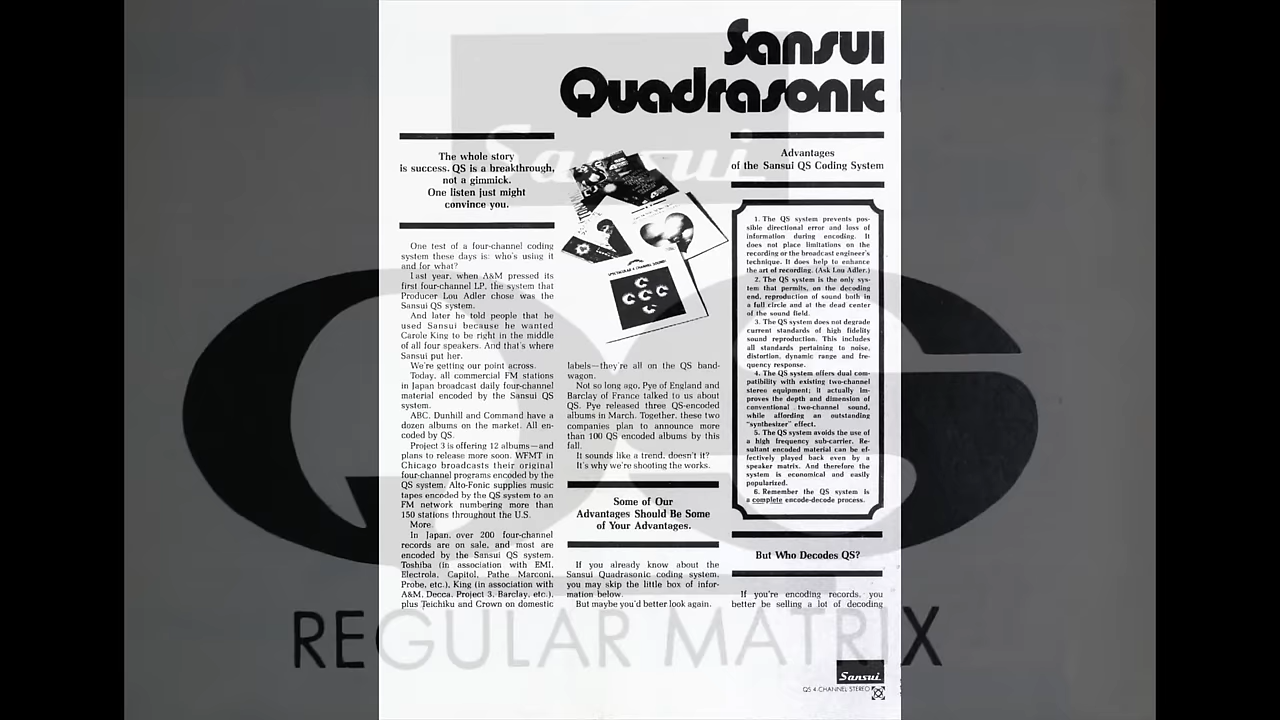 Sansui
Quadrasonic
The whole story
is success. QS is a breakthrough,
not a gimmick.
One listen just might
convince you.
One test of a four-channel coding
system these days is: who's using it
and for what?
Last year, when A&M pressed its
first four-channel LP, the system that
Producer Lou Adler chose was the
Sansui QS system.
And later he told people that he
used Sansui because he wanted
Carole King to be right in the middle
of all four speakers. And that's where
Sansui put her.
We're getting our point across.
Today, all commercial FM stations
in Japan broadcast daily four-channel
material encoded by the Sansui QS
system.
ABC, Dunhill and Command have a
dozen albums on the market. All en-
coded by QS.
Project 3 is offering 12 albums—and
plans to release more soon. WFMT in
Chicago broadcasts their original
four-channel programs encoded by the
QS system. Alto-Fonic supplies music
tapes encoded by the QS system to an
FM network numbering more than
150 stations throughout the U.S.
More.
In Japan, over 200 four-channel
records are on sale, and most are
encoded by the Sansui QS system.
Toshiba (in association with EMI,
Electrola, Capitol, Pathe Marconi,
Probe, etc.), King (in association with
A&M, Decca, Project 3, Barclay, etc.),
plus Teichiku and Crown on domestic
SPECTACULAR 4 CHANNEL SOUND!
labels—they're all on the QS band-
wagon.
Not so long ago, Pye of England and
Barclay of France talked to us about
QS. Pye released three QS-encoded
albums in March. Together, these two
companies plan to announce more
than 100 QS encoded albums by this
fall.
It sounds like a trend, doesn't it?
It's why we're shooting the works.
Some of Our
Advantages Should Be Some
of Your Advantages.
If you already know about the
Sansui Quadrasonic coding system,
you may skip the little box of infor-
mation below.
But maybe you'd better look again.
Advantages
of the Sansui QS Coding System
1. The QS system prevents pos-
sible directional error and loss of
information during encoding. It
does not place limitations on the
recording or the broadcast engineer's
technique. It does help to enhance
the art of recording. (Ask Lou Adler.)
2. The QS system is the only sys-
tem that permits, on the decoding
end, reproduction of sound both in
a full circle and at the dead center
of the sound field.
3. The QS system does not degrade
current standards of high fidelity
sound reproduction. This includes
all standards pertaining to noise,
distortion, dynamic range and fre-
quency response.
4. The QS system offers dual com-
patibility with existing two-channel
stereo equipment; it actually im-
proves the depth and dimension of
conventional two-channel sound,
while affording an outstanding
"synthesizer" effect.
5. The QS system avoids the use of
a high frequency sub-carrier. Re-
sultant encoded material can be ef-
fectively played back even by a
speaker matrix. And therefore the
system is economical and easily
popularized.
6. Remember the QS system is
a complete encode-decode process.
But Who Decodes QS?
If you're encoding records, you
better be selling a lot of decoding
Sansui
QS 4 CHANNEL STEREO
Sansui
QS
REGULAR MATRIX